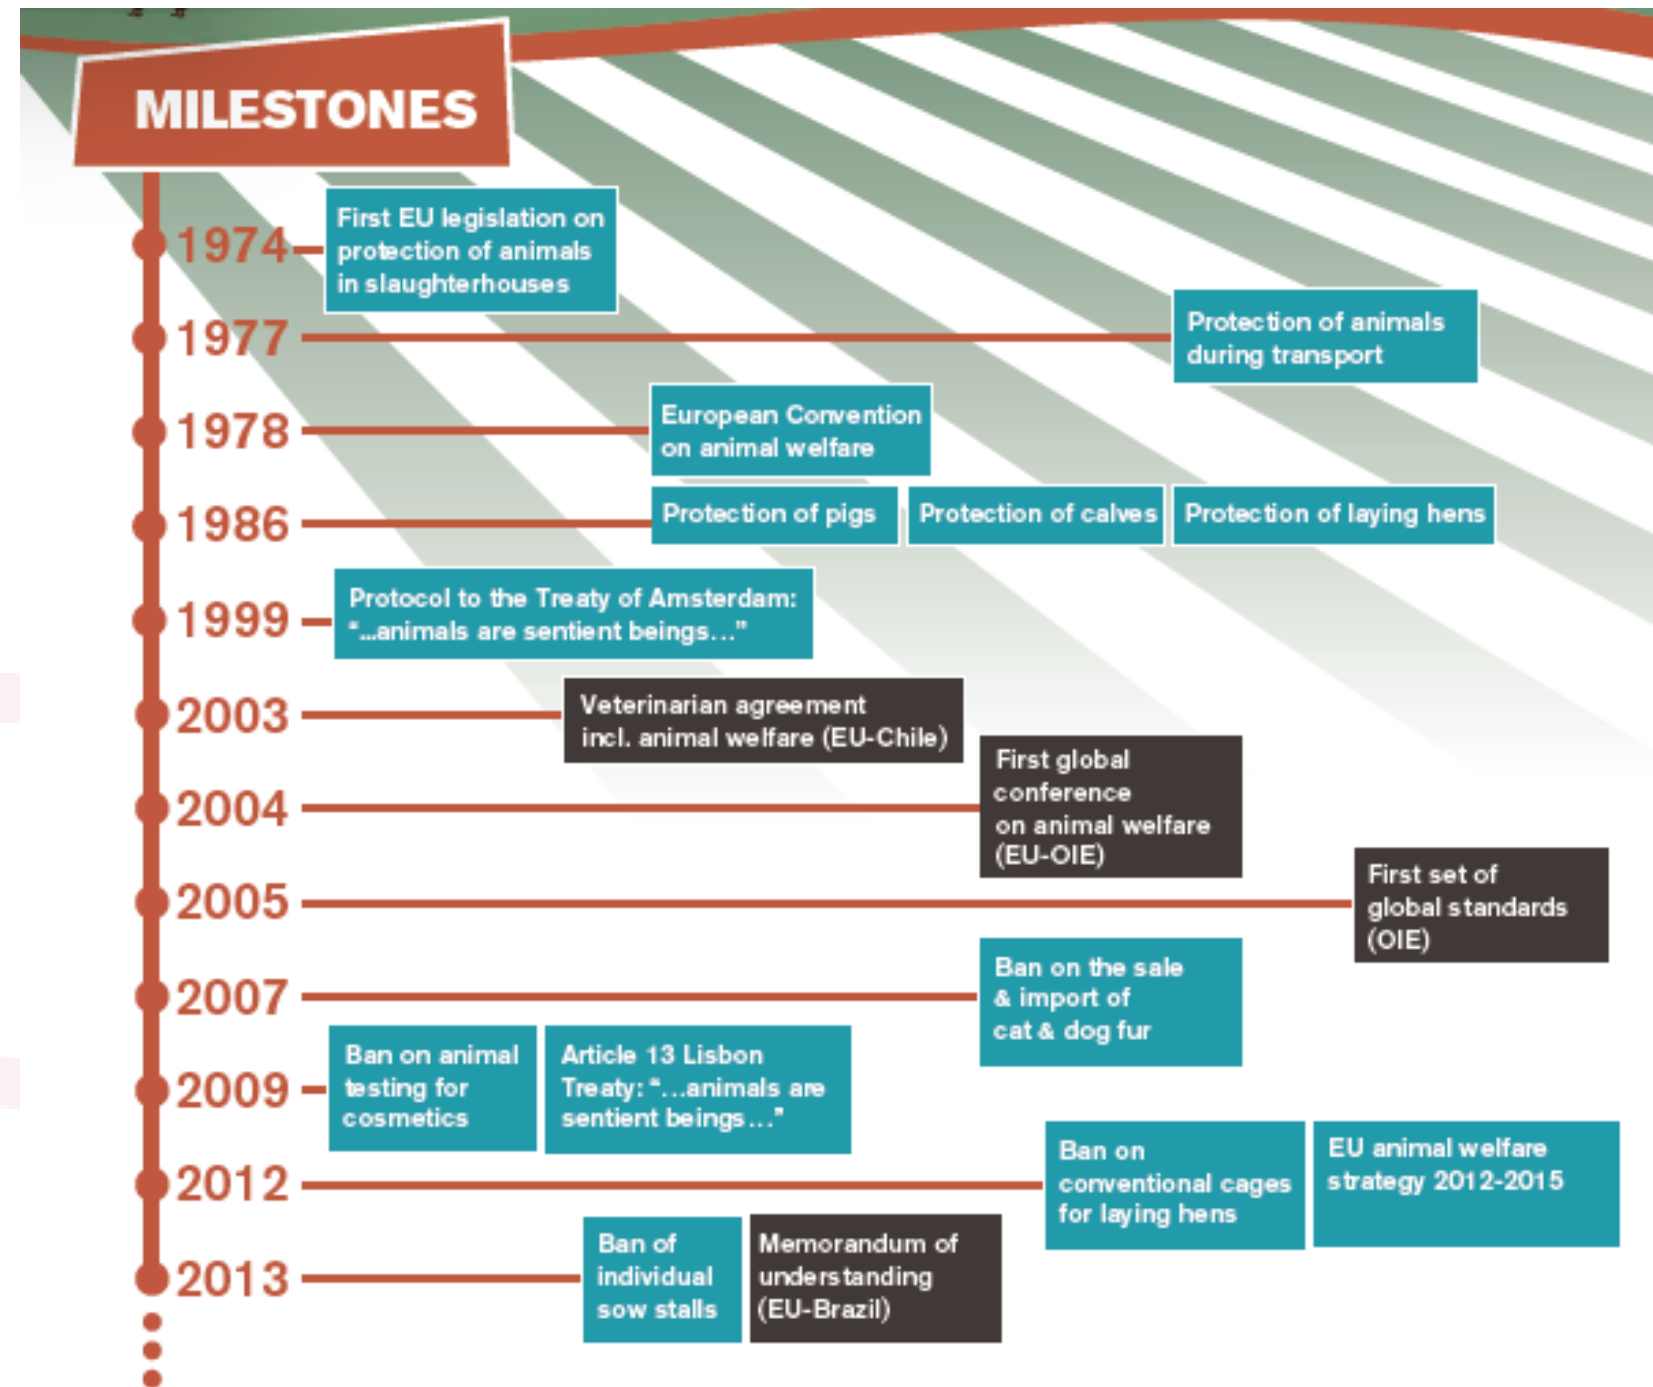 MILESTONES
1974
First EU legislation on
protection of animals
in slaughterhouses
1977
Protection of animals
during transport
1978
European Convention
on animal welfare
1986
Protection of pigs
Protection of calves
Protection of laying hens
1999
Protocol to the Treaty of Amsterdam:
“...animals are sentient beings...”
2003
Veterinarian agreement
incl. animal welfare (EU-Chile)
2004
First global
conference
on animal welfare
(EU-OIE)
2005
First set of
global standards
(OIE)
2007
Ban on the sale
& import of
cat & dog fur
2009
Ban on animal
testing for
cosmetics
Article 13 Lisbon
Treaty: “...animals are
sentient beings...”
2012
Ban on
conventional cages
for laying hens
EU animal welfare
strategy 2012-2015
2013
Ban of
individual
sow stalls
Memorandum of
understanding
(EU-Brazil)